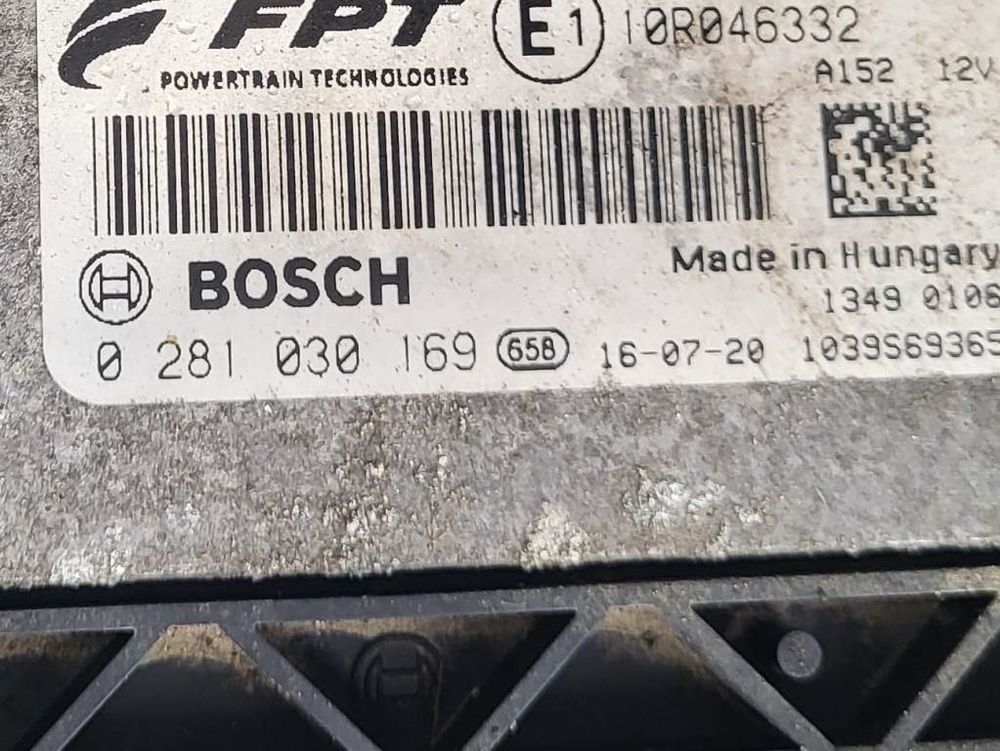 FPT E1 10R046332
POWERTRAIN TECHNOLOGIES A152 12V
BOSCH Made in Hungary
1349 0106
0 281 030 169 658 16-07-20 1039S69365